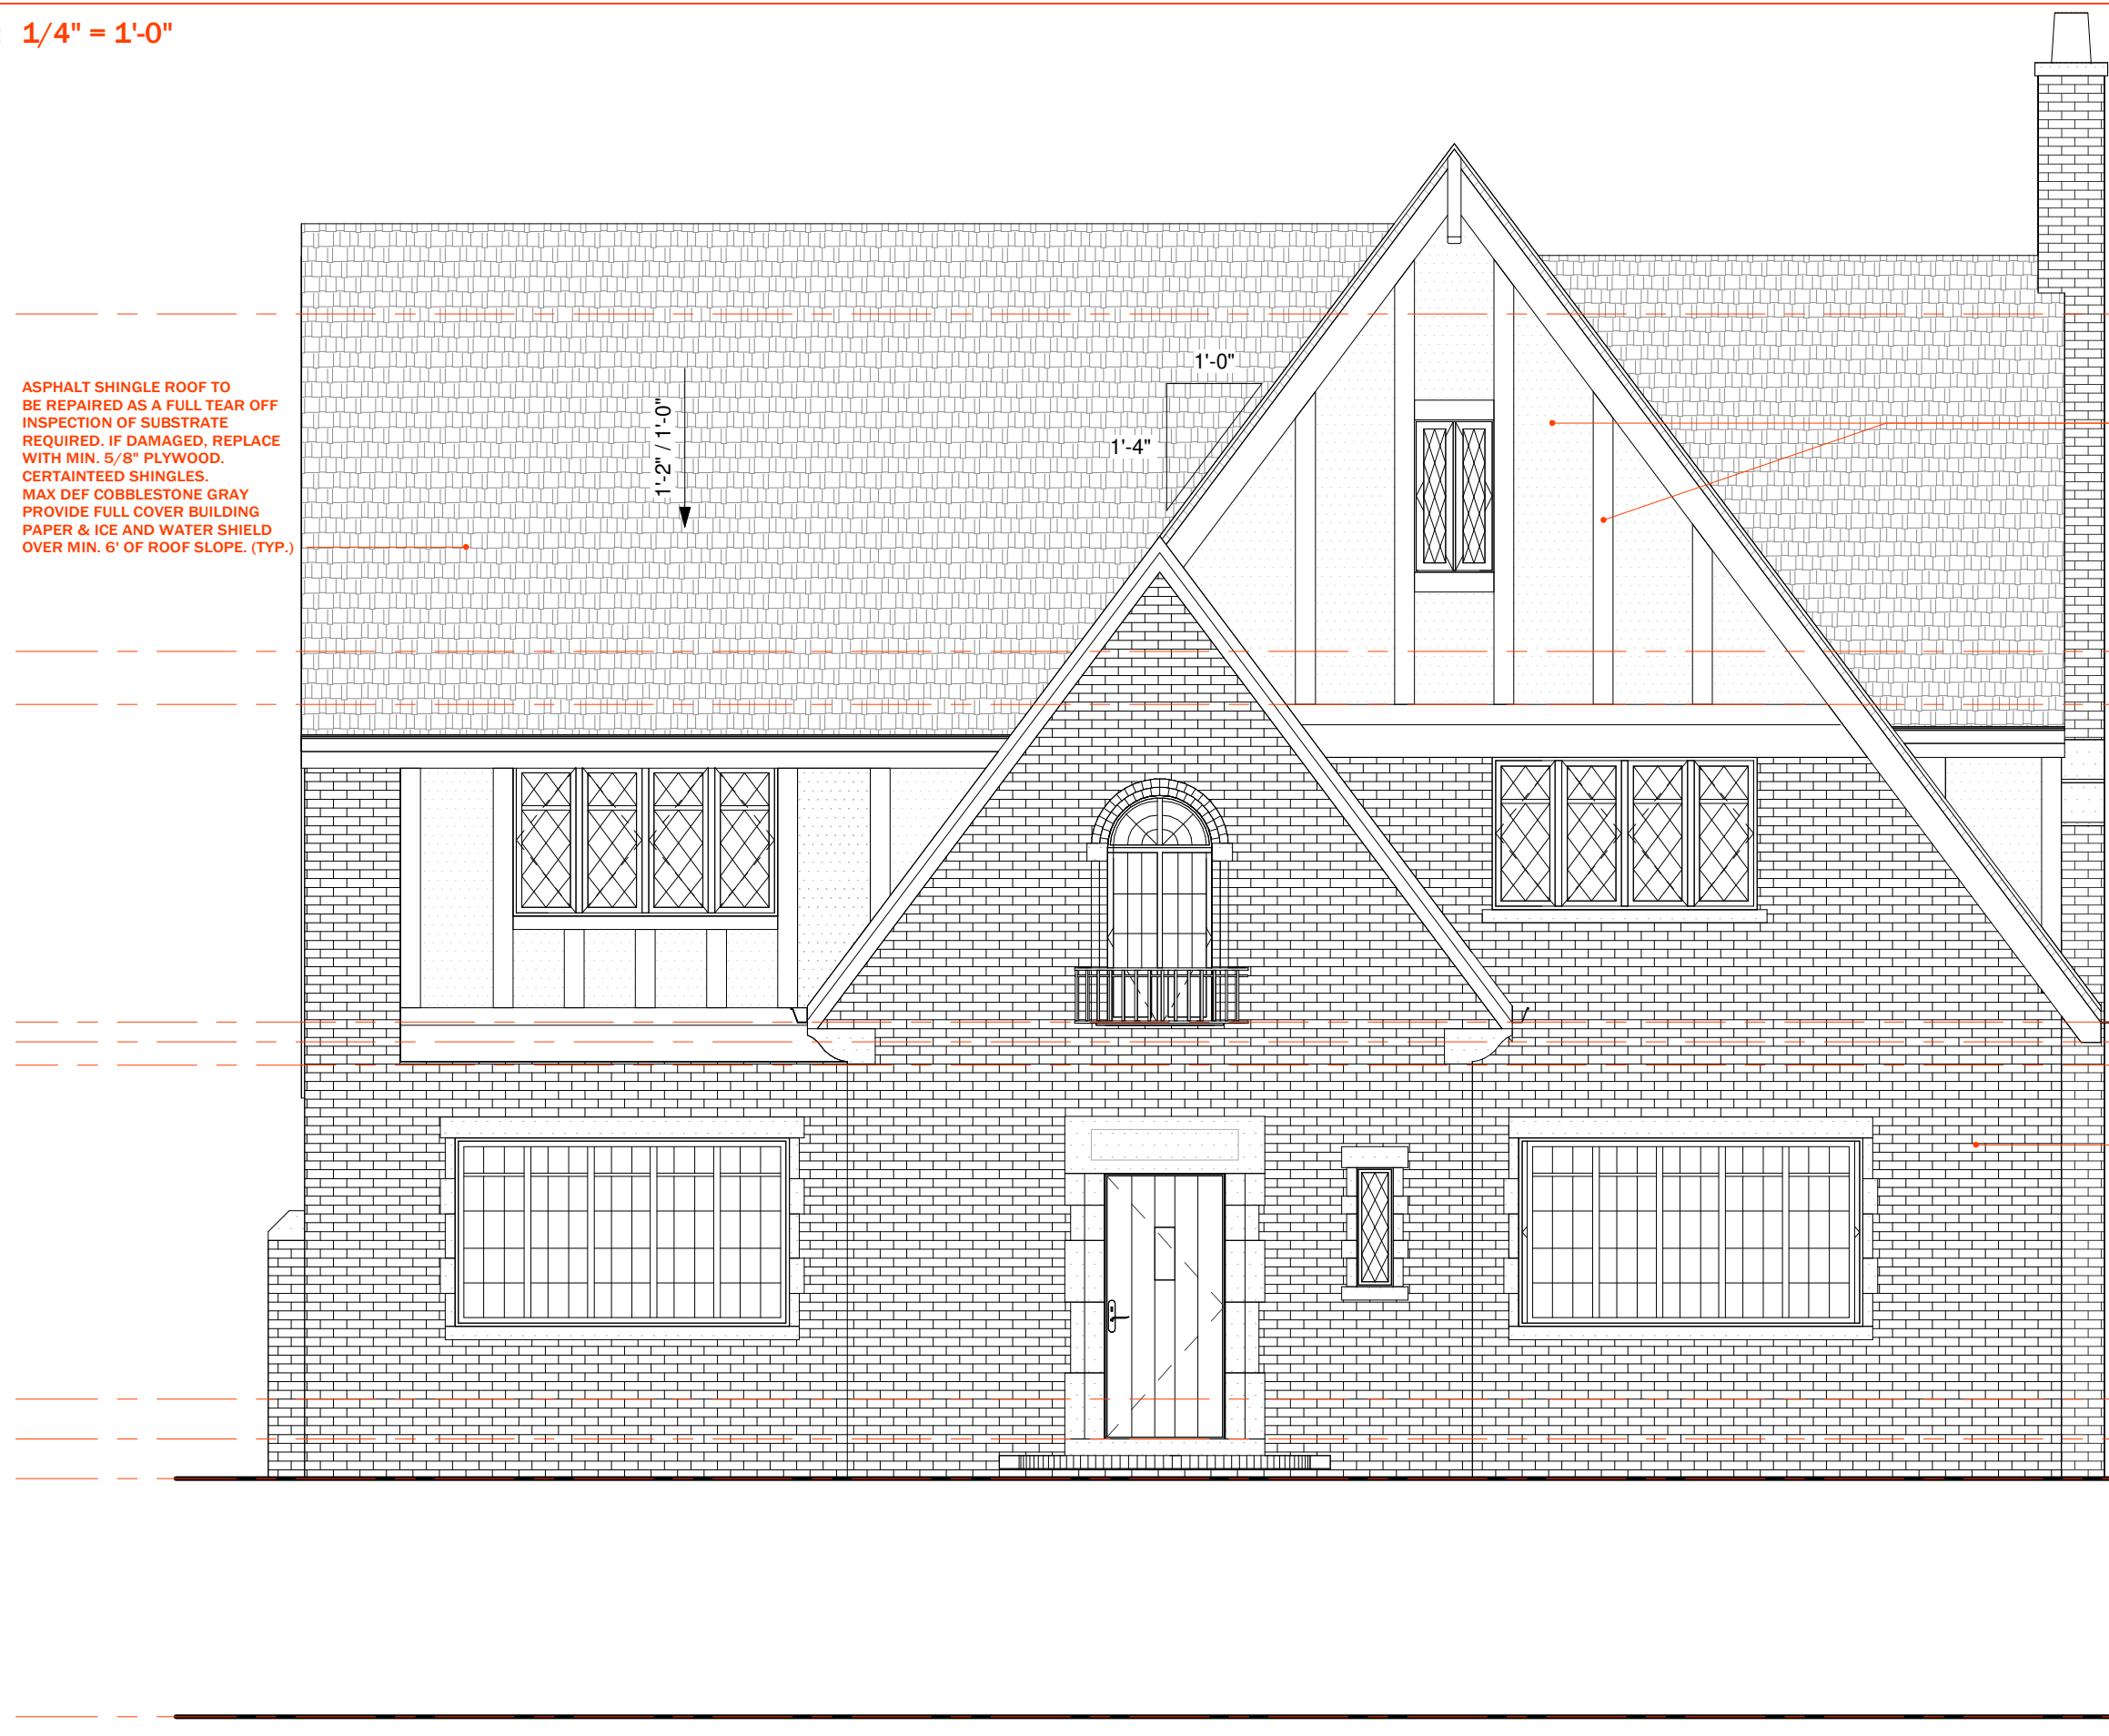 1/4" = 1'-0"
1'-0"
1'-4"
1'-2" / 1'-0"
ASPHALT SHINGLE ROOF TO
BE REPAIRED AS A FULL TEAR OFF
INSPECTION OF SUBSTRATE
REQUIRED. IF DAMAGED, REPLACE
WITH MIN. 5/8" PLYWOOD.
CERTAINTEED SHINGLES.
MAX DEF COBBLESTONE GRAY
PROVIDE FULL COVER BUILDING
PAPER & ICE AND WATER SHIELD
OVER MIN. 6' OF ROOF SLOPE. (TYP.)